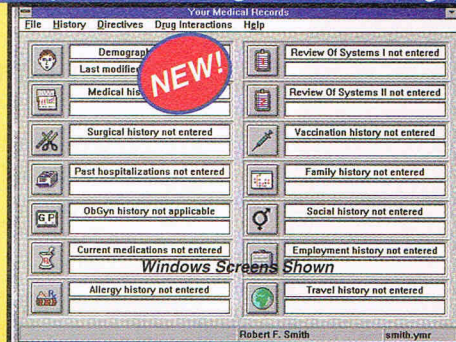 Your Medical Records
File History Directives Drug Interactions Help
Last modified
NEW!
Medical
Surgical history not entered
Past hospitalizations not entered
GP
ObGyn history not applicable
Current medications not entered
Allergy history not entered
Review Of Systems I not entered
Review Of Systems II not entered
Vaccination history not entered
Family history not entered
Social history not entered
Employment history not entered
Travel history not entered
Windows Screens Shown
Robert F. Smith
smith.ymr